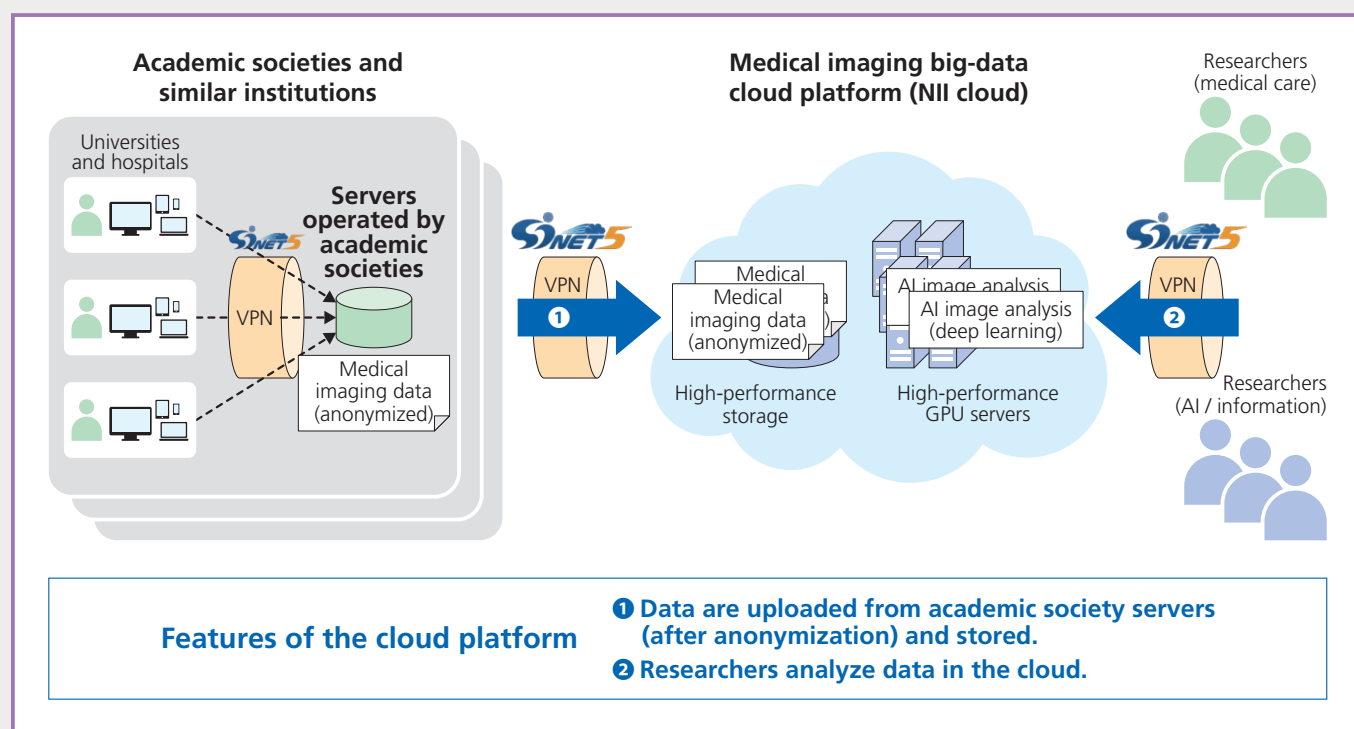 Academic societies and
similar institutions
Universities
and hospitals
SINET5
VPN
Servers
operated by
academic
societies
Medical
imaging data
(anonymized)
SINET5
VPN
❶
Medical imaging big-data
cloud platform (NII cloud)
Medical
Medical
imaging data
(anonymized)
High-performance
storage
AI image analysis
AI image analysis
(deep learning)
High-performance
GPU servers
Researchers
(medical care)
SINET5
VPN
❷
Researchers
(AI / information)
Features of the cloud platform
❶ Data are uploaded from academic society servers
(after anonymization) and stored.
❷ Researchers analyze data in the cloud.